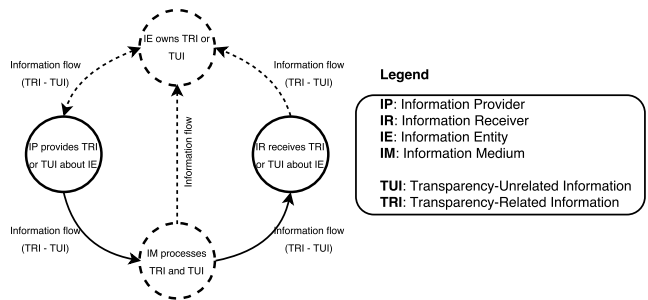 IE owns TRI or
TUI
Information flow
(TRI - TUI)
Information flow
(TRI - TUI)
IP provides TRI
or TUI about IE
Information flow
IR receives TRI
or TUI about IE
Information flow
(TRI - TUI)
Information flow
(TRI - TUI)
IM processes
TRI and TUI
Legend
IP: Information Provider
IR: Information Receiver
IE: Information Entity
IM: Information Medium
TUI: Transparency-Unrelated Information
TRI: Transparency-Related Information